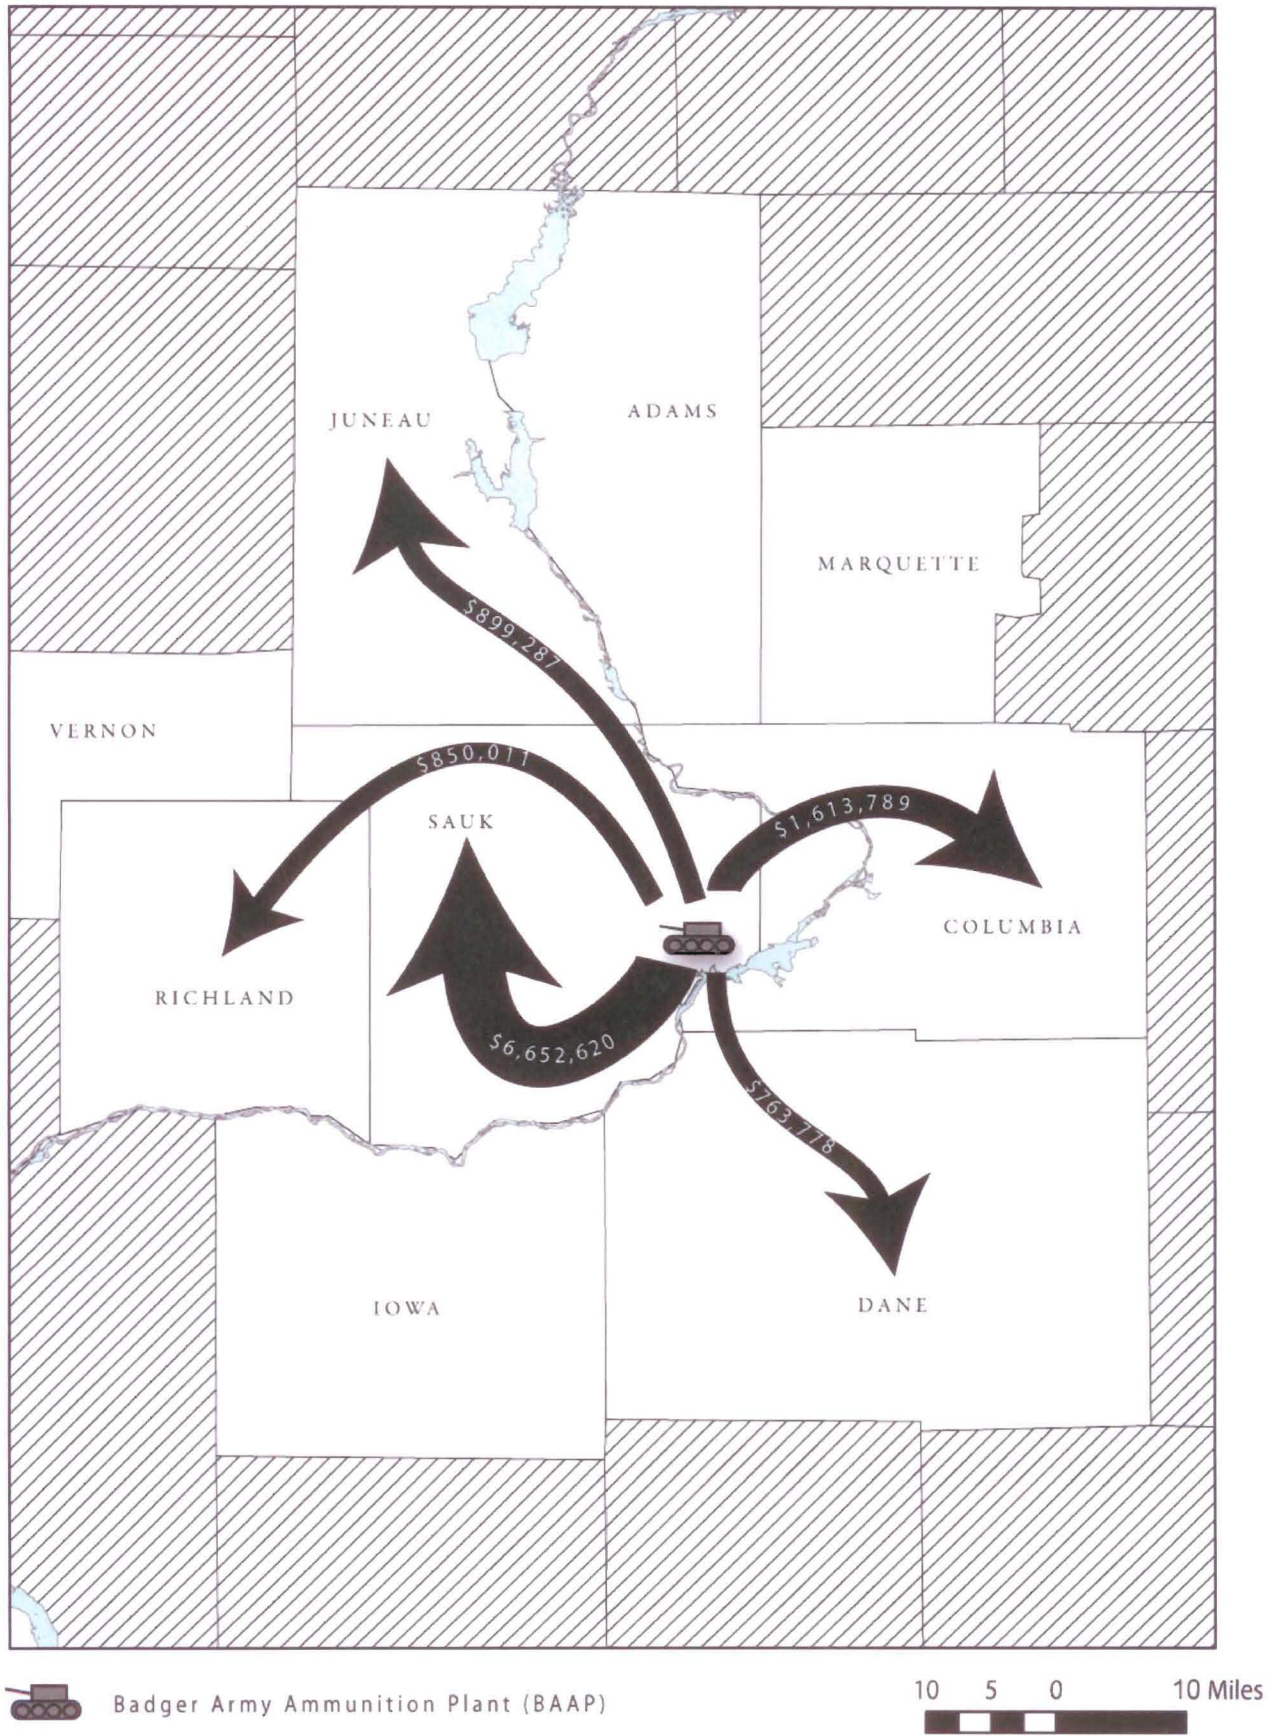 JUNEAU
ADAMS
MARQUETTE
$899,287
VERNON
$850,011
$1,613,789
SAUK
COLUMBIA
RICHLAND
$6,652,620
$763,778
IOWA
DANE
Badger Army Ammunition Plant (BAAP)
10 5 0 10 Miles